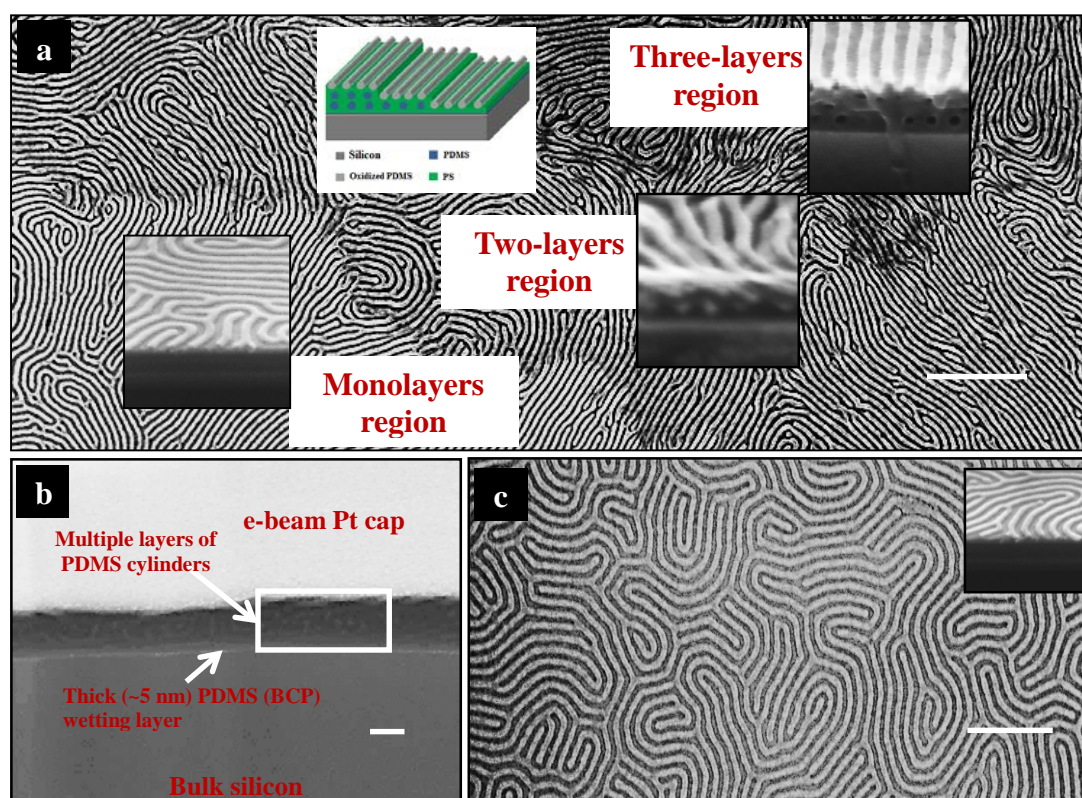 a
Silicon
PDMS
Oxidized PDMS
PS
Three-layers
region
Two-layers
region
Monolayers
region
b
e-beam Pt cap
Multiple layers of
PDMS cylinders
Thick (~5 nm) PDMS (BCP)
wetting layer
Bulk silicon
c